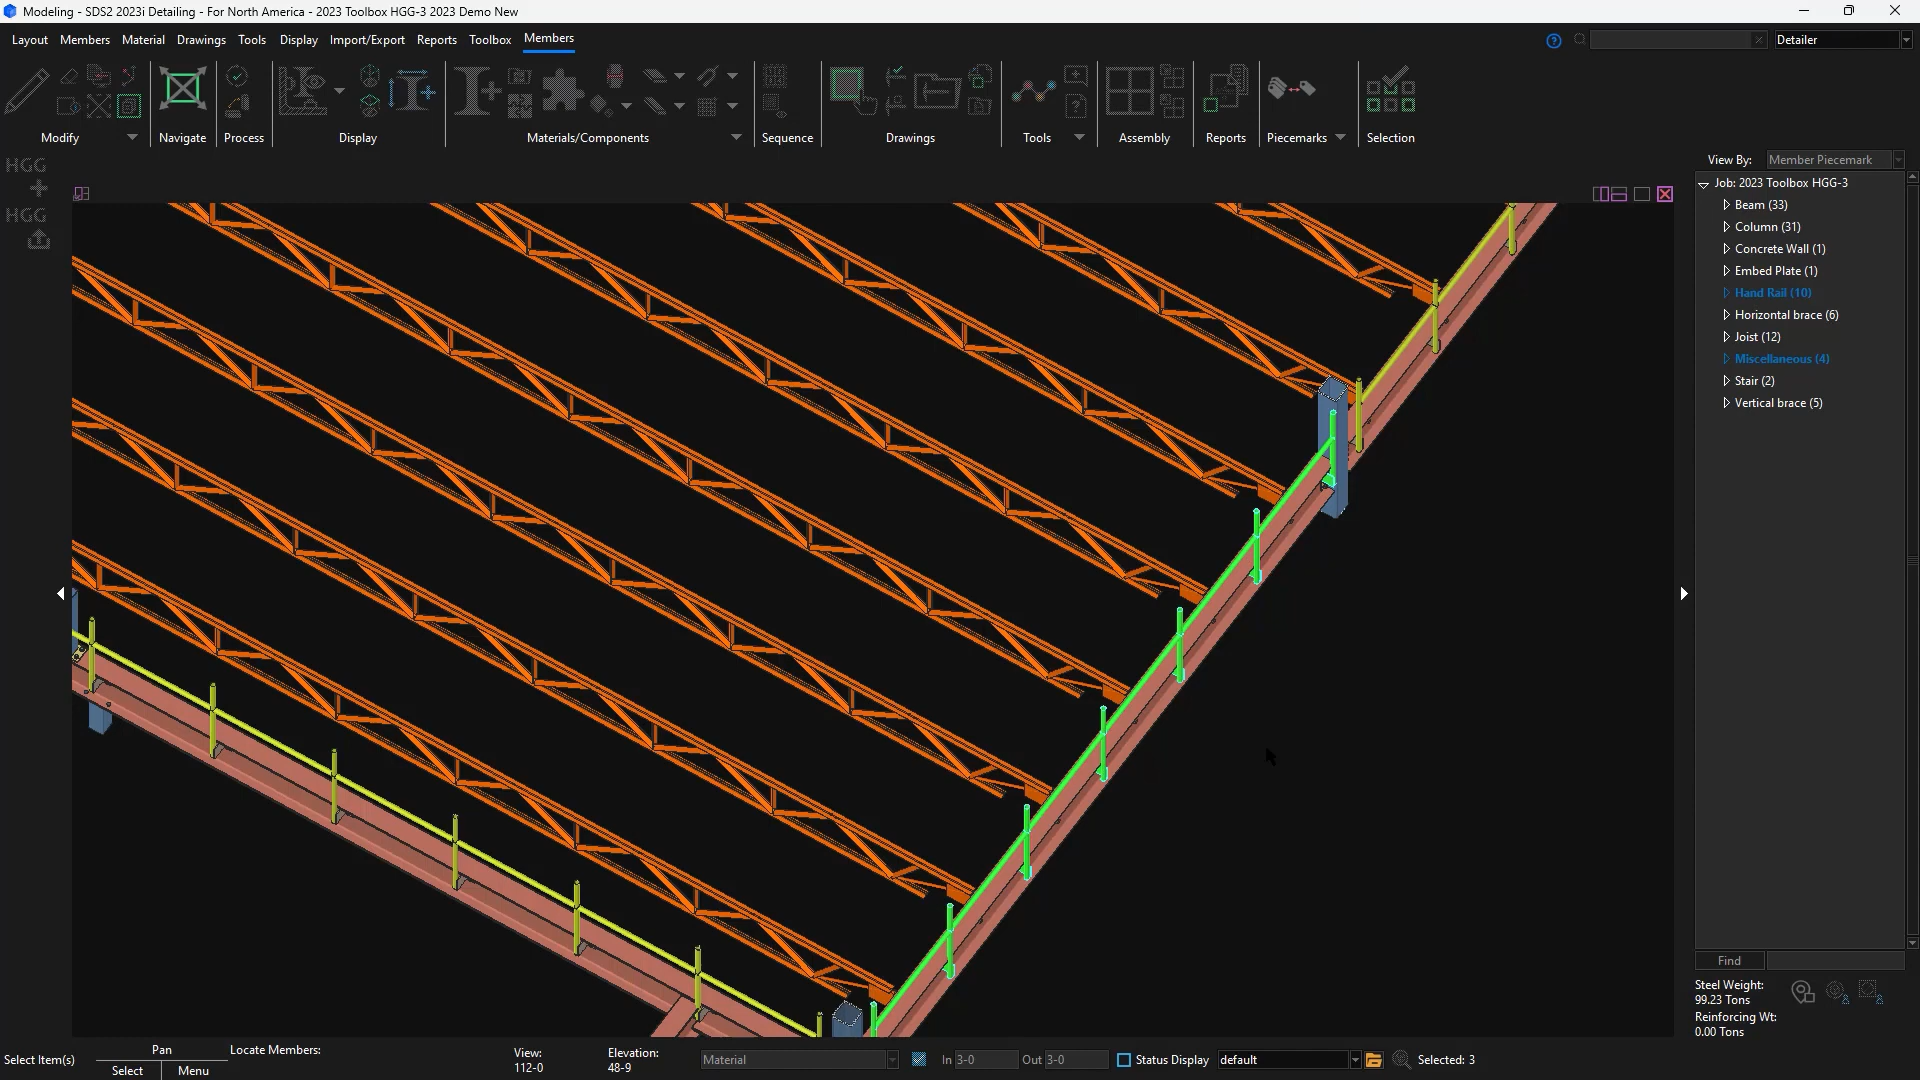 Modeling - SDS2 2023i Detailing - For North America - 2023 Toolbox HGG-3 2023 Demo New
Layout Members Material Drawings Tools Display Import/Export Reports Toolbox Members
Detailer
Modify Navigate Process Display Materials/Components Sequence Drawings Tools Assembly Reports Piecemarks Selection
HGG
HGG
View By: Member Piecemark
Job: 2023 Toolbox HGG-3
Beam (33)
Column (31)
Concrete Wall (1)
Embed Plate (1)
Hand Rail (10)
Horizontal brace (6)
Joist (12)
Miscellaneous (4)
Stair (2)
Vertical brace (5)
Find
Steel Weight:
99.23 Tons
Reinforcing Wt:
0.00 Tons
Select Item(s)
Pan
Select Menu
Locate Members:
View:
112-0
Elevation:
48-9
Material
In 3-0 Out 3-0 Status Display default Selected: 3